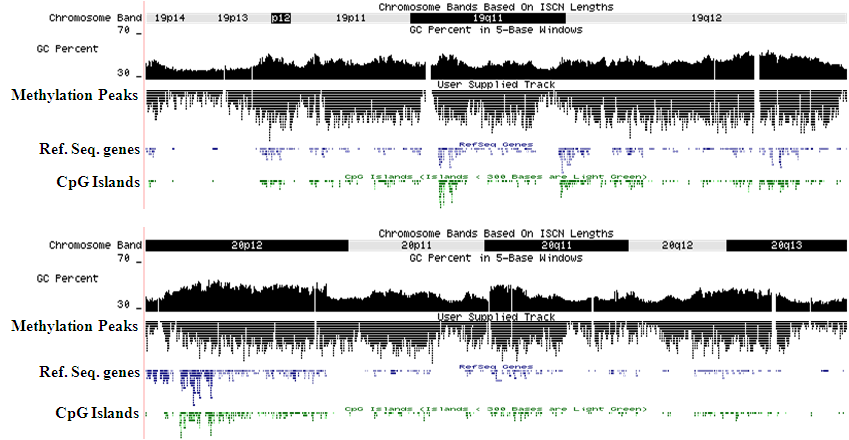 Chromosome Bands Based On ISCN Lengths
Chromosome Band 19p14 19p13 p12 19p11 19q11 19q12
70 _ GC Percent in 5-Base Windows
GC Percent
30 _
User Supplied Track
Methylation Peaks
RefSeq Genes
Ref. Seq. genes
CpG Islands (Islands < 300 Bases are Light Green)
CpG Islands
Chromosome Bands Based On ISCN Lengths
Chromosome Band 20p12 20p11 20q11 20q12 20q13
70 _ GC Percent in 5-Base Windows
GC Percent
30 _
User Supplied Track
Methylation Peaks
RefSeq Genes
Ref. Seq. genes
CpG Islands (Islands < 300 Bases are Light Green)
CpG Islands